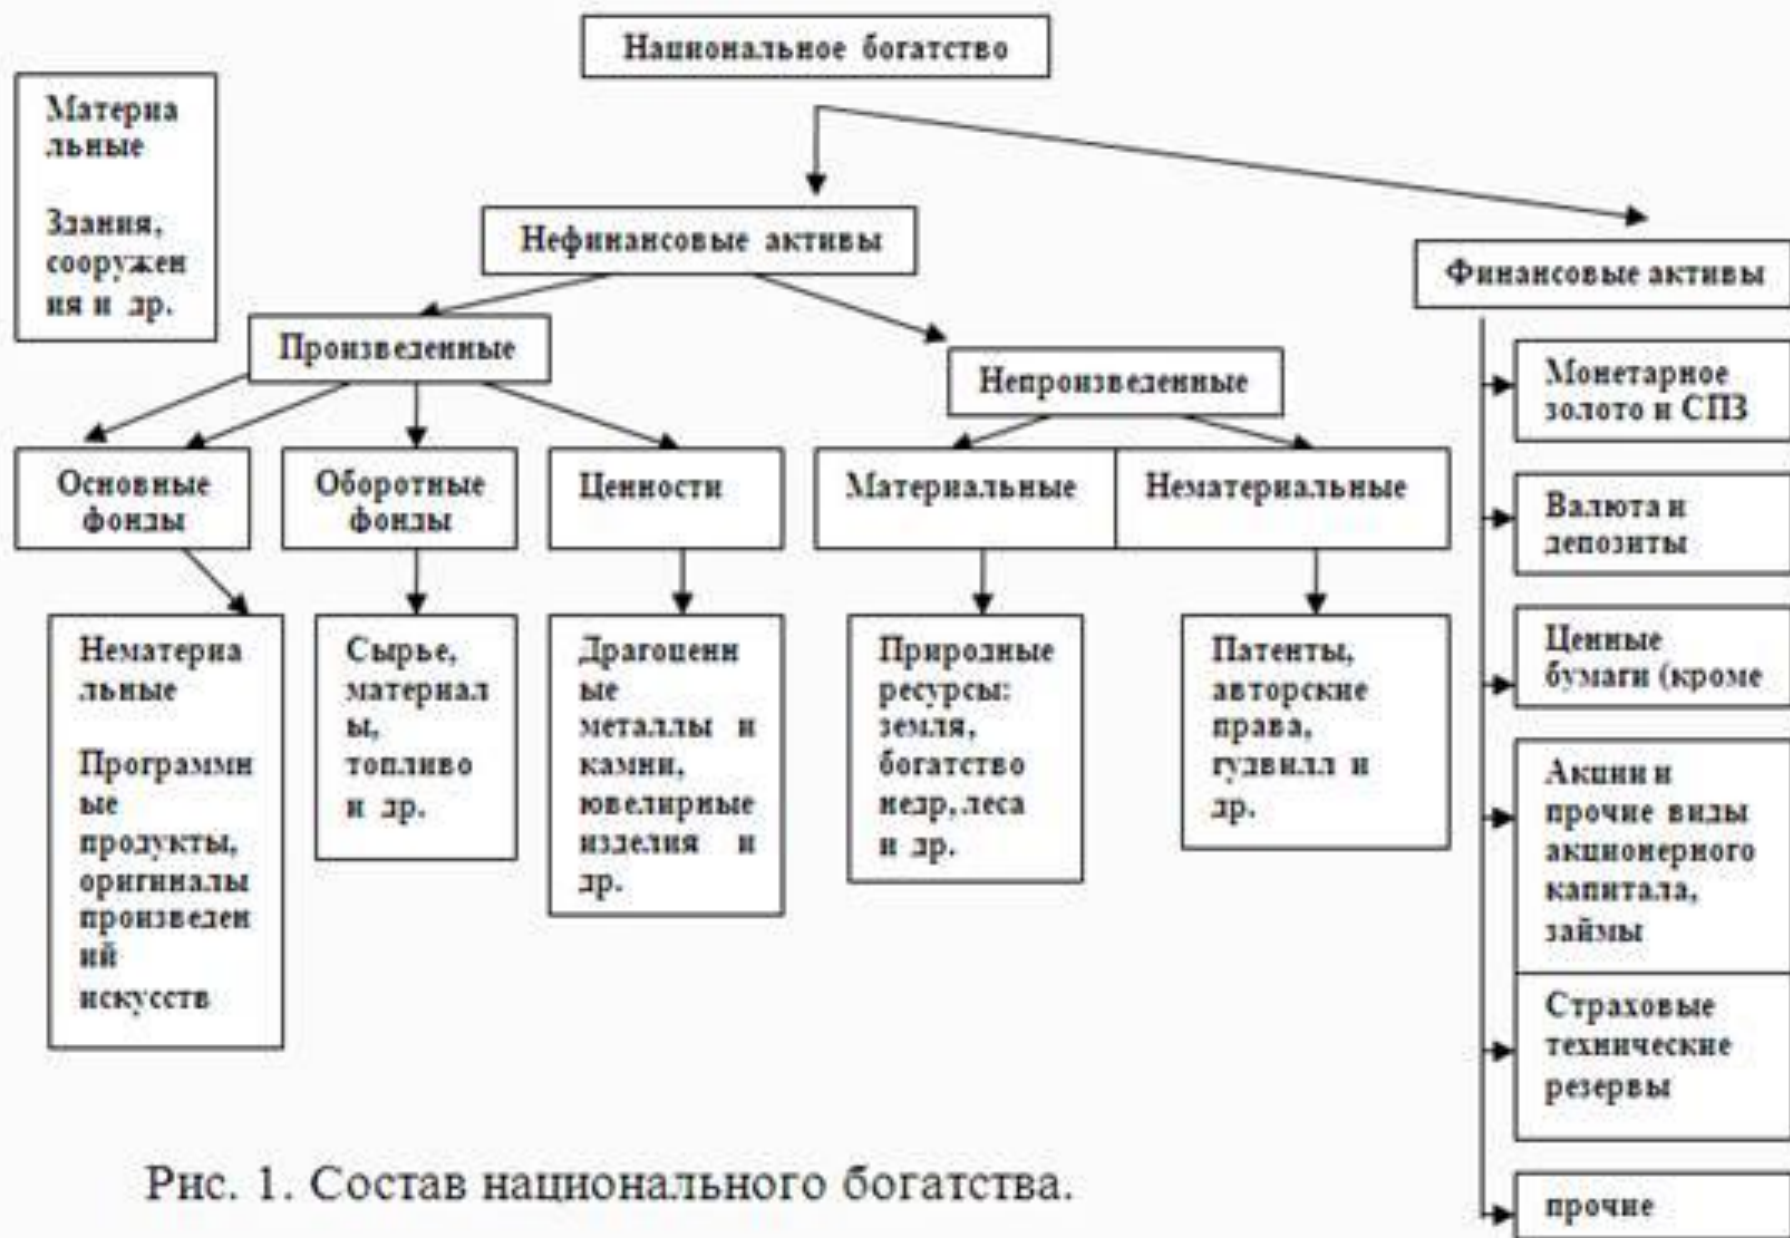 Национальное богатство
Материа
льные
Здания,
сооружен
ия и др.
Нефинансовые активы
Финансовые активы
Произведенные
Непроизведенные
Монетарное
золото и СПЗ
Основные
фонды
Оборотные
фонды
Ценности
Материальные
Нематериальные
Валюта и
депозиты
Нематериа
льные
Программн
ые
продукты,
оригиналы
произведен
ий
искусств
Сырье,
материал
ы,
топливо
и др.
Драгоценн
ые
металлы и
камни,
ювелирные
изделия и
др.
Природные
ресурсы:
земля,
богатство
недр, леса
и др.
Патенты,
авторские
права,
гудвилл и
др.
Ценные
бумаги (кроме
Акции и
прочие виды
акционерного
капитала,
займы
Страховые
технические
резервы
прочие
Рис. 1. Состав национального богатства.